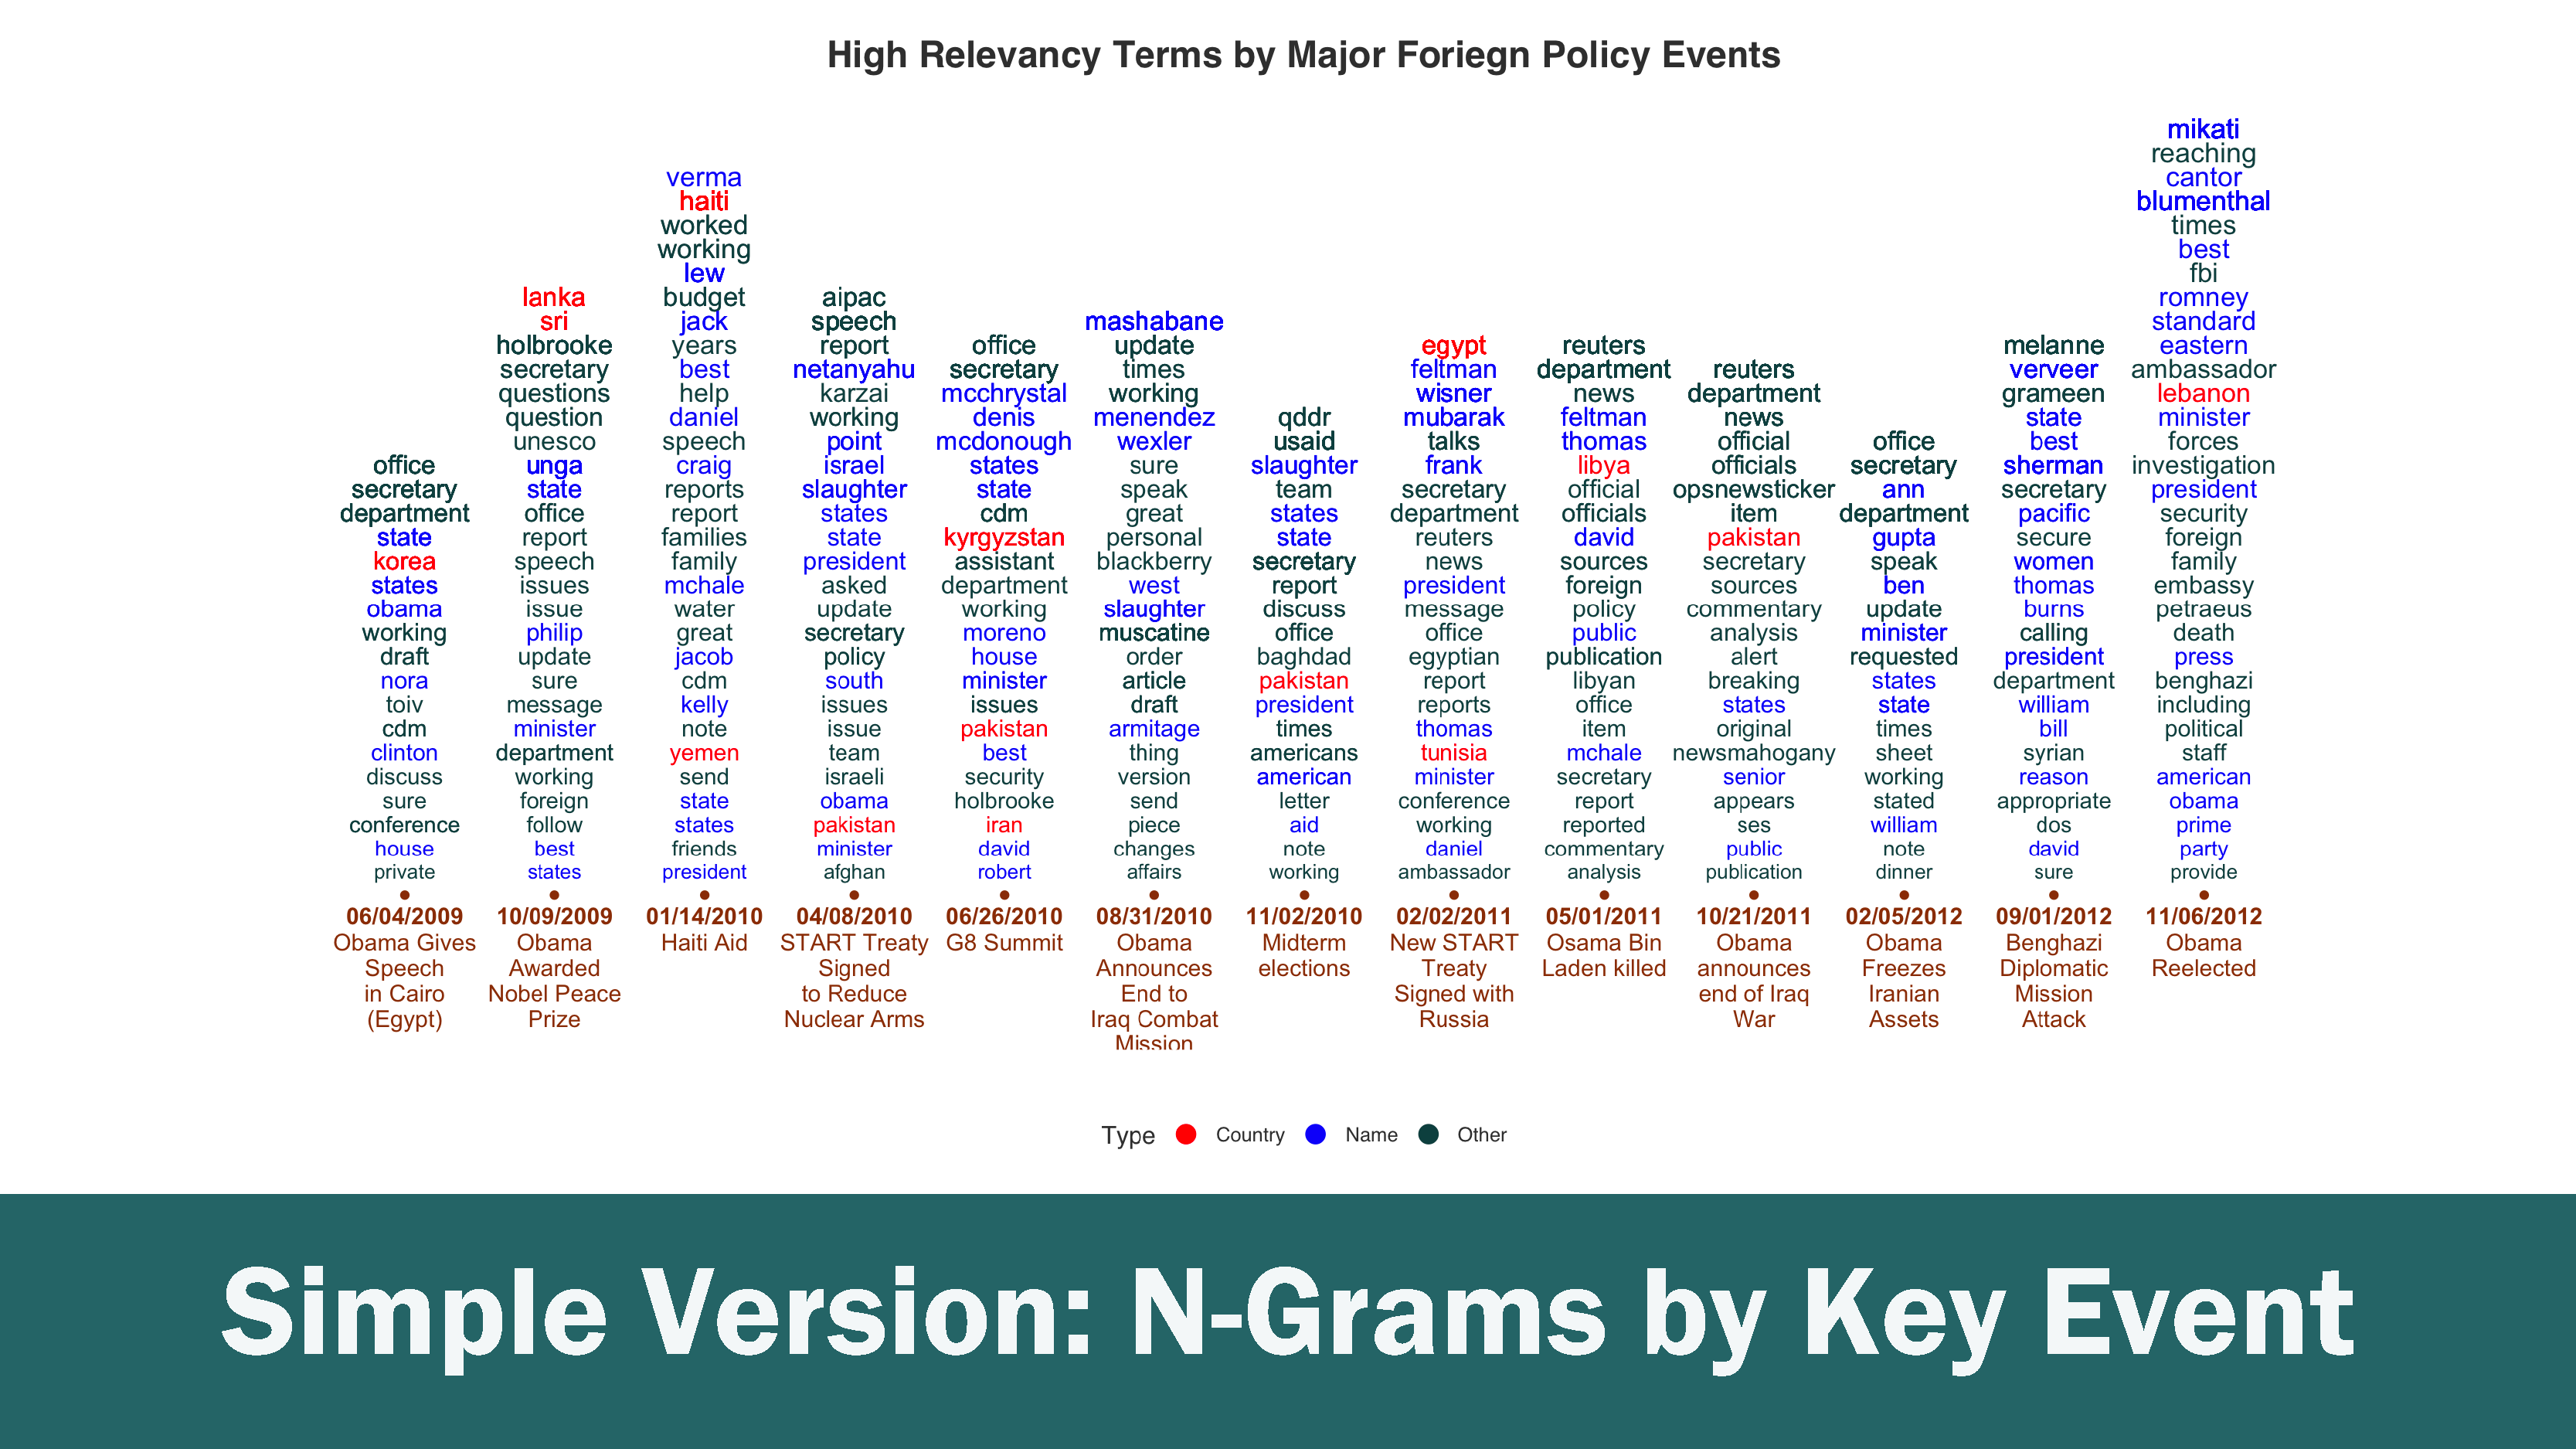 High Relevancy Terms by Major Foriegn Policy Events
office
secretary
department
state
korea
states
obama
working
draft
nora
toiv
cdm
clinton
discuss
sure
conference
house
private
06/04/2009
Obama Gives
Speech
in Cairo
(Egypt)
lanka
sri
holbrooke
secretary
questions
question
unesco
unga
state
office
report
speech
issues
issue
philip
update
sure
message
minister
department
working
foreign
follow
best
states
10/09/2009
Obama
Awarded
Nobel Peace
Prize
verma
haiti
worked
working
lew
budget
jack
years
best
help
daniel
speech
craig
reports
report
families
family
mchale
water
great
jacob
cdm
kelly
note
yemen
send
state
states
friends
president
01/14/2010
Haiti Aid
aipac
speech
report
netanyahu
karzai
working
point
israel
slaughter
states
state
president
asked
update
secretary
policy
south
issues
issue
team
israeli
obama
pakistan
minister
afghan
04/08/2010
START Treaty
Signed
to Reduce
Nuclear Arms
office
secretary
mcchrystal
denis
mcdonough
states
state
cdm
kyrgyzstan
assistant
department
working
moreno
house
minister
issues
pakistan
best
security
holbrooke
iran
david
robert
06/26/2010
G8 Summit
mashabane
update
times
working
menendez
wexler
sure
speak
great
personal
blackberry
west
slaughter
muscatine
order
article
draft
armitage
thing
version
send
piece
changes
affairs
08/31/2010
Obama
Announces
End to
Iraq Combat
Mission
qddr
usaid
slaughter
team
states
state
secretary
report
discuss
office
baghdad
pakistan
president
times
americans
american
letter
aid
note
working
11/02/2010
Midterm
elections
egypt
feltman
wisner
mubarak
talks
frank
secretary
department
reuters
news
president
message
office
egyptian
report
reports
thomas
tunisia
minister
conference
working
daniel
ambassador
02/02/2011
New START
Treaty
Signed with
Russia
reuters
department
news
feltman
thomas
libya
official
officials
david
sources
foreign
policy
public
publication
libyan
office
item
mchale
secretary
report
reported
commentary
analysis
05/01/2011
Osama Bin
Laden killed
reuters
department
news
official
officials
opsnewsticker
item
pakistan
secretary
sources
commentary
analysis
alert
breaking
states
original
newsmahogany
senior
appears
ses
public
publication
10/21/2011
Obama
announces
end of Iraq
War
office
secretary
ann
department
gupta
speak
ben
update
minister
requested
states
state
times
sheet
working
stated
william
note
dinner
02/05/2012
Obama
Freezes
Iranian
Assets
melanne
verveer
grameen
state
best
sherman
secretary
pacific
secure
women
thomas
burns
calling
president
department
william
bill
syrian
reason
appropriate
dos
david
sure
09/01/2012
Benghazi
Diplomatic
Mission
Attack
mikati
reaching
cantor
blumenthal
times
best
fbi
romney
standard
eastern
ambassador
lebanon
minister
forces
investigation
president
security
foreign
family
embassy
petraeus
death
press
benghazi
including
political
staff
american
obama
prime
party
provide
11/06/2012
Obama
Reelected
Type Country Name Other
Simple Version: N-Grams by Key Event